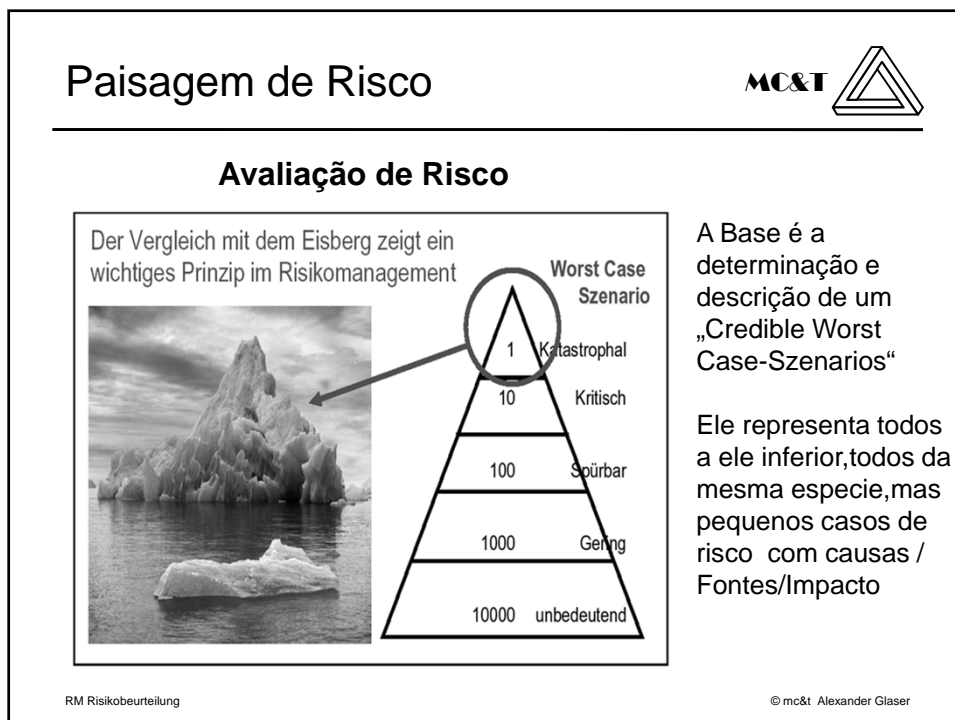 Paisagem de Risco
MC&T
Avaliação de Risco
Der Vergleich mit dem Eisberg zeigt ein
wichtiges Prinzip im Risikomanagement
Worst Case
Szenario
1 Katastrophal
10 Kritisch
100 Spürbar
1000 Gering
10000 unbedeutend
A Base é a
determinação e
descrição de um
„Credible Worst
Case-Szenarios“
Ele representa todos
a ele inferior,todos da
mesma especie,mas
pequenos casos de
risco com causas /
Fontes/Impacto
RM Risikobeurteilung
© mc&t Alexander Glaser